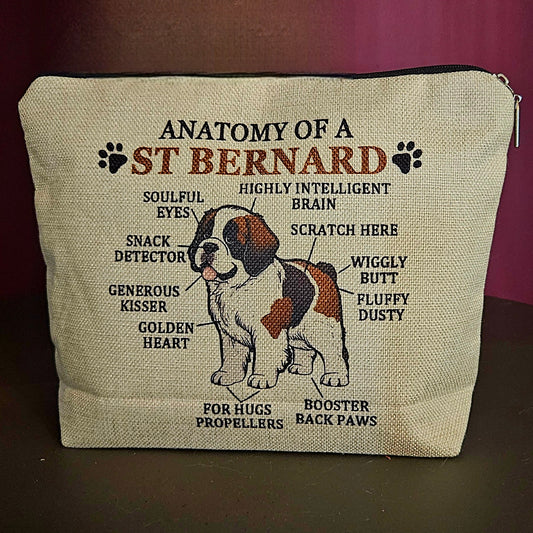 ANATOMY OF A
ST BERNARD
SOULFUL
EYES
HIGHLY INTELLIGENT
BRAIN
SCRATCH HERE
SNACK
DETECTOR
WIGGLY
BUTT
GENEROUS
KISSER
FLUFFY
DUSTY
GOLDEN
HEART
FOR HUGS
PROPELLERS
BOOSTER
BACK PAWS